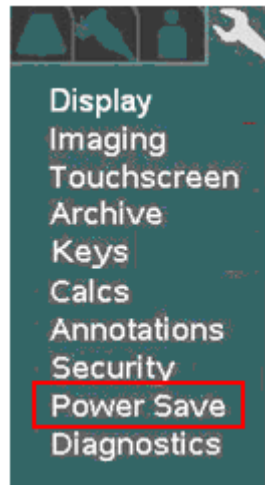 Display
Imaging
Touchscreen
Archive
Keys
Calcs
Annotations
Security
Power Save
Diagnostics